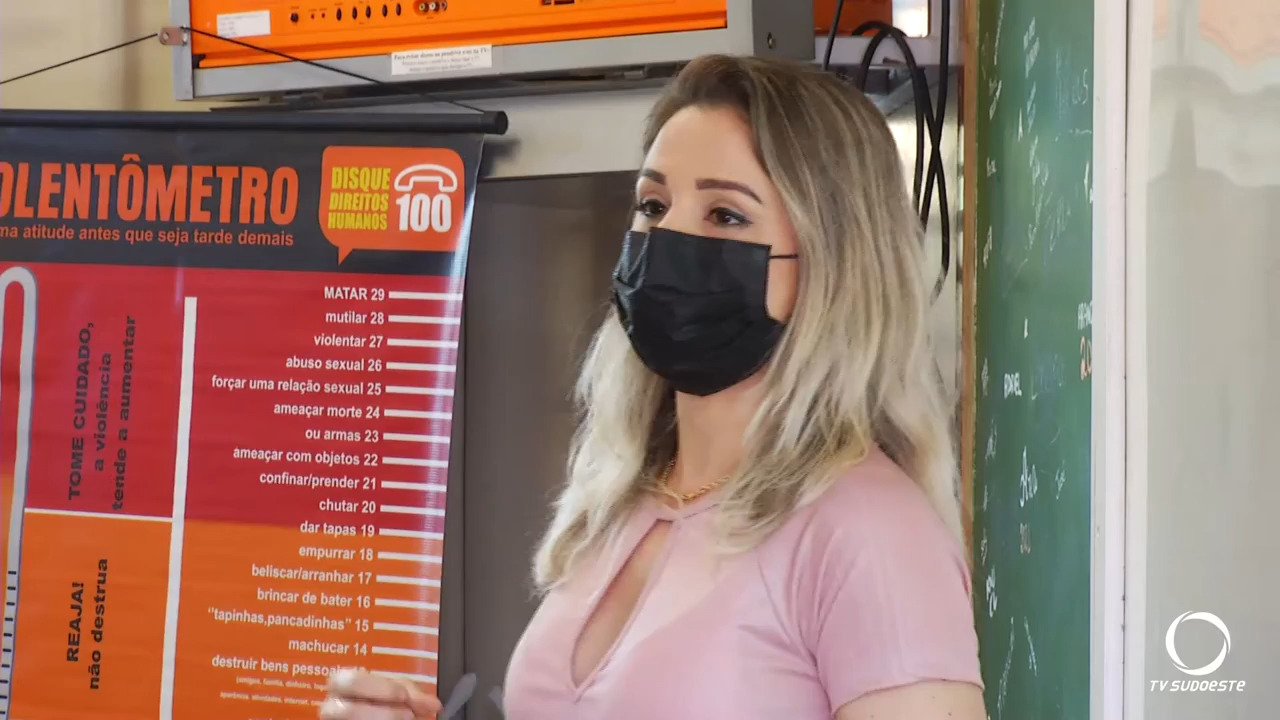 OLENTÔMETRO
ma atitude antes que seja tarde demais
DISQUE
DIREITOS
HUMANOS
100
TOME CUIDADO,
a violência
tende a aumentar
REAJA!
não destrua
MATAR 29
mutilar 28
violentar 27
abuso sexual 26
forçar uma relação sexual 25
ameaçar morte 24
ou armas 23
ameaçar com objetos 22
confinar/prender 21
chutar 20
dar tapas 19
empurrar 18
beliscar/arranhar 17
brincar de bater 16
"tapinhas,pancadinhas" 15
machucar 14
destruir bens pessoais
TV SUDOESTE